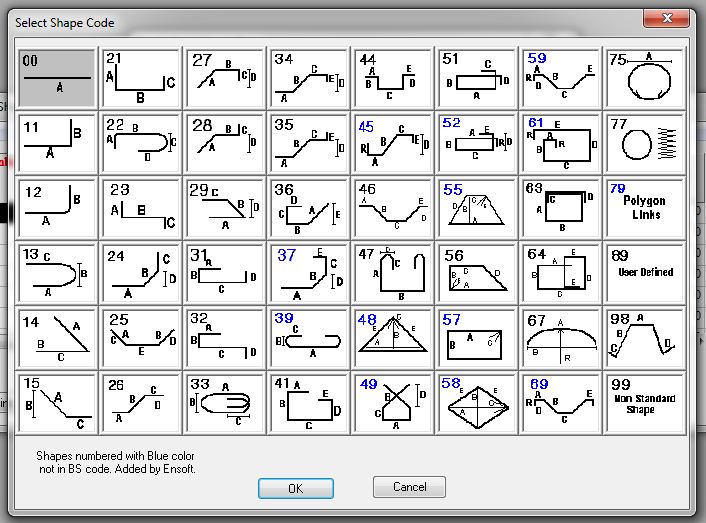 Select Shape Code
00 21 27 34 44 51 59 75
A A B C B A C D B C E A D A C E B C D C A B D A E R D B C A
11 22 28 35 45 52 61 77
B A A C D B C A D B C E A D B C E R A D A E B R D C A E R D B C
12 23 29 36 46 55 63 79
B A A B C C A B D C D A E B A E B C D E B C A D C D A B C Polygon Links
13 24 31 37 47 56 64 89
C B A C B A D A B C D E C B A D D A C B C D B A E A E C D B User Defined
14 25 32 39 48 57 67 98
A B C C A B D E A B D C C E B D A C E B E A B A C A B R A B C D
15 26 33 41 49 58 69 99
B A C B C A D A B C A E B D C B D C A E B C D A A E R D B C Non Standard Shape
Shapes numbered with Blue color
not in BS code. Added by Ensoft.
OK Cancel